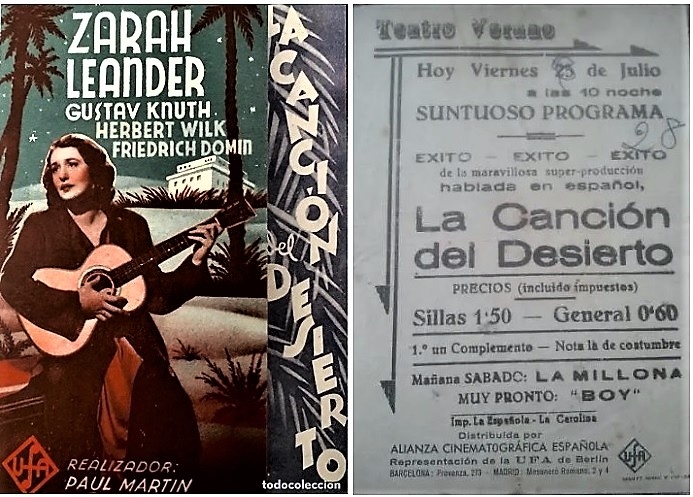 ZARAH
LEANDER
GUSTAV KNUTH
HERBERT WILK
FRIEDRICH DOMIN
LA CANCIÓN
del
DESIERTO
UFA
REALIZADOR:
PAUL MARTIN
todocoleccion
Teatro Verano
Hoy Viernes 25 de Julio
a las 10 noche
SUNTUOSO PROGRAMA
28
EXITO - EXITO - EXITO
de la maravillosa super-producción
hablada en español,
La Canción
del Desierto
PRECIOS (incluido impuestos)
Sillas 1'50 — General 0'60
1.º un Complemento - Nota la de costumbre
Mañana SABADO: LA MILLONA
MUY PRONTO: "BOY"
Imp. La Española - La Carolina
Distribuida por
ALIANZA CINEMATOGRÁFICA ESPAÑOLA
Representación de la UFA de Berlín
BARCELONA: Provenza, 273 - MADRID: Mesonero Romanos, 2 y 4
UFA